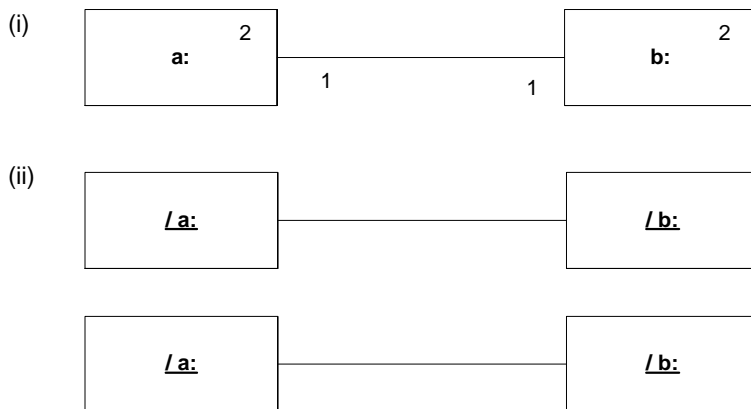 (i)
a: 2
b: 2
1 1
(ii)
/ a: / b:
/ a: / b: